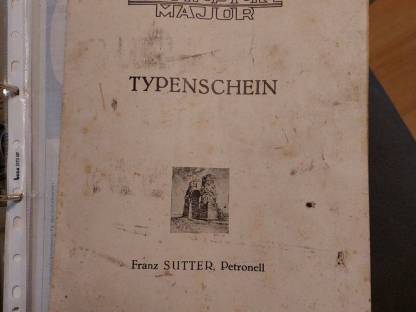 MAJOR
TYPENSCHEIN
Franz SUTTER, Petronell